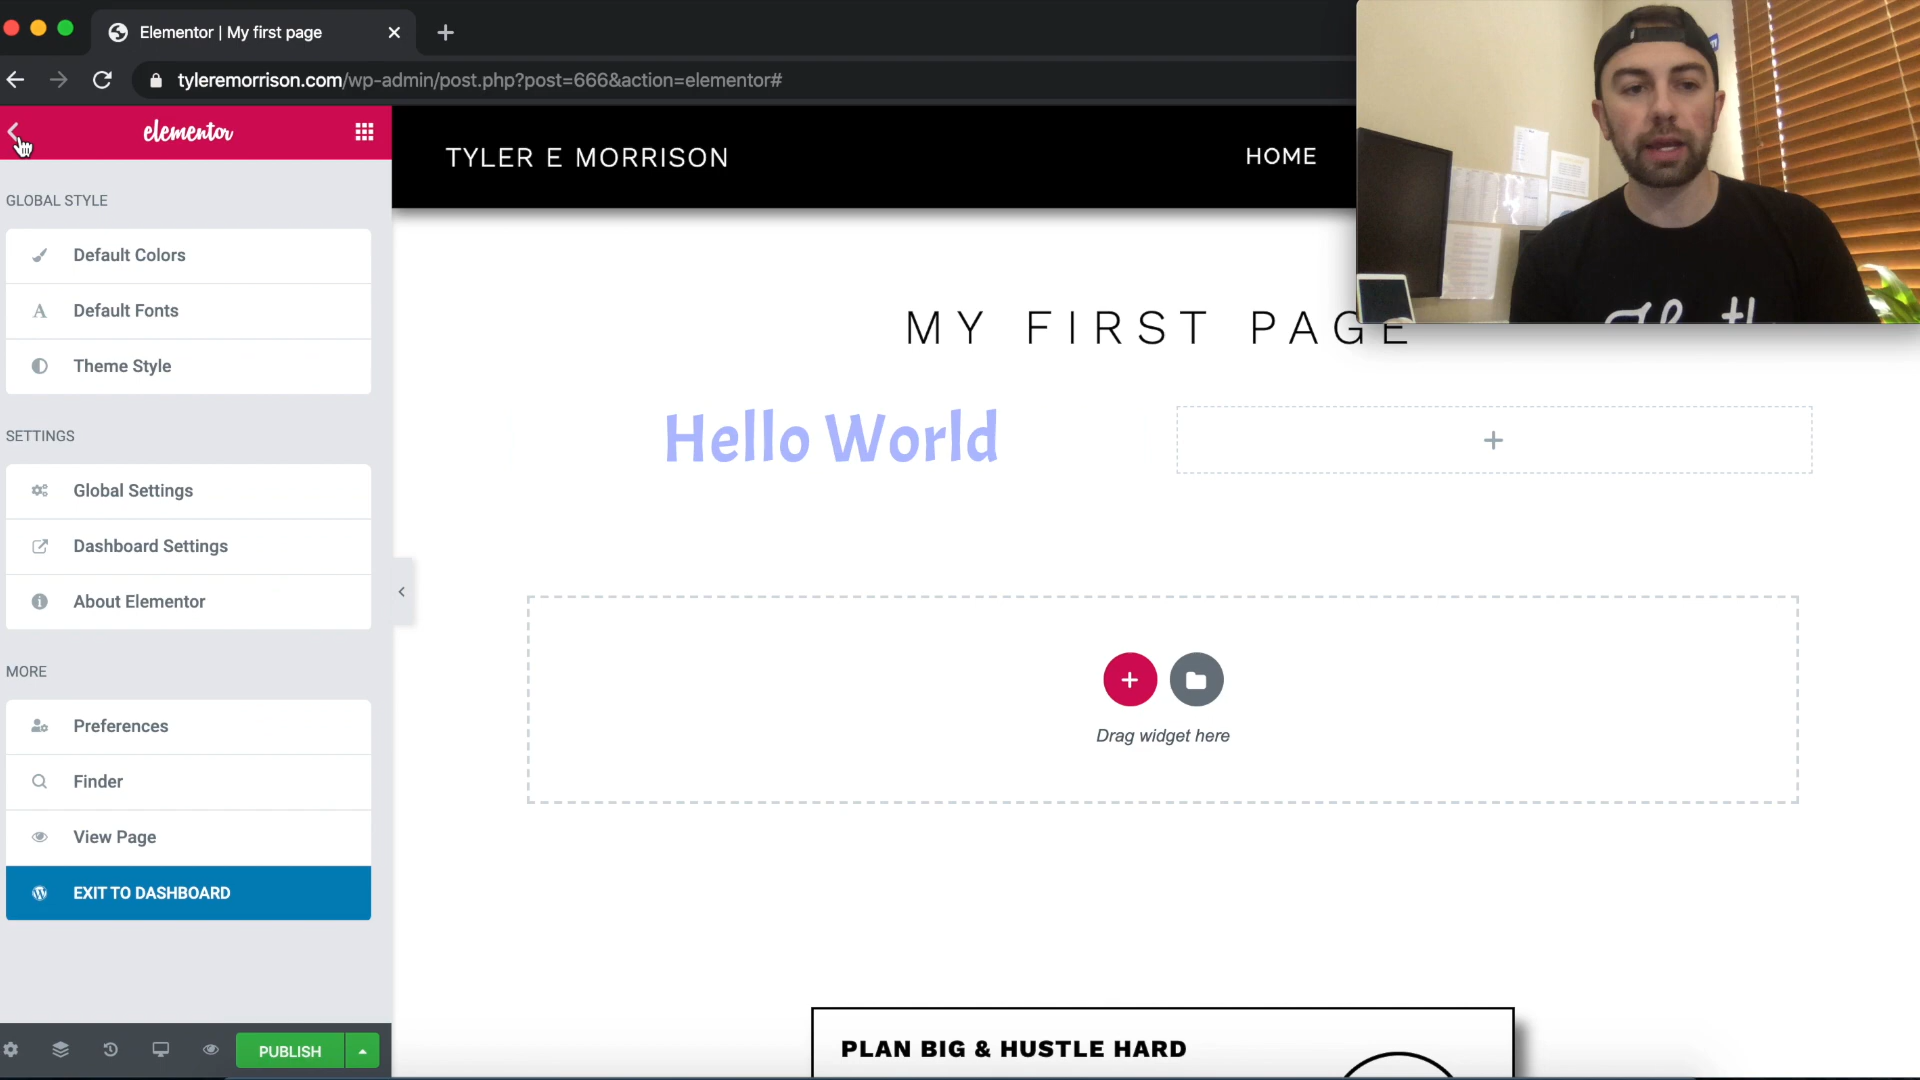 Elementor | My first page
tyleremorrison.com/wp-admin/post.php?post=666&action=elementor#
elementor
GLOBAL STYLE
Default Colors
Default Fonts
Theme Style
SETTINGS
Global Settings
Dashboard Settings
About Elementor
MORE
Preferences
Finder
View Page
EXIT TO DASHBOARD
PUBLISH
TYLER E MORRISON
HOME
MY FIRST PAGE
Hello World
Drag widget here
PLAN BIG & HUSTLE HARD